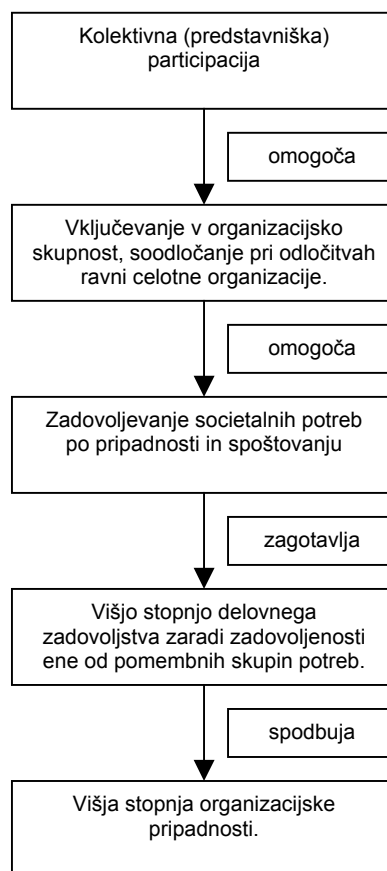 Kolektivna (predstavniška)
participacija
omogoča
Vključevanje v organizacijsko
skupnost, soodločanje pri odločitvah
ravni celotne organizacije.
omogoča
Zadovoljevanje societalnih potreb
po pripadnosti in spoštovanju
zagotavlja
Višjo stopnjo delovnega
zadovoljstva zaradi zadovoljenosti
ene od pomembnih skupin potreb.
spodbuja
Višja stopnja organizacijske
pripadnosti.